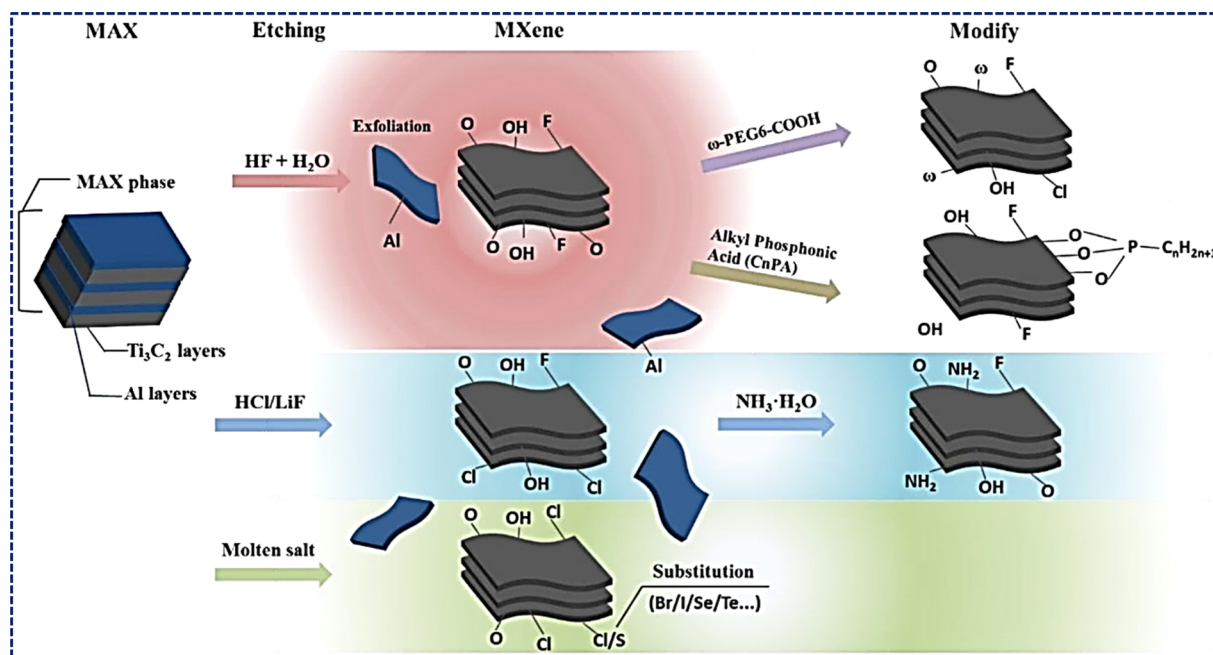 MAX
Etching
MXene
Modify
MAX phase
Ti₃C₂ layers
Al layers
HF + H₂O
Exfoliation
Al
O
OH
F
O
OH
F
O
ω-PEG6-COOH
O
ω
F
ω
OH
Cl
Alkyl Phosphonic
Acid (CnPA)
OH
F
O
O
O
P
OH
F
Al
HCl/LiF
O
OH
F
Cl
OH
Cl
NH₃·H₂O
O
NH₂
F
NH₂
OH
O
Molten salt
O
OH
Cl
O
Cl
Cl/S
Substitution
(Br/I/Se/Te...)